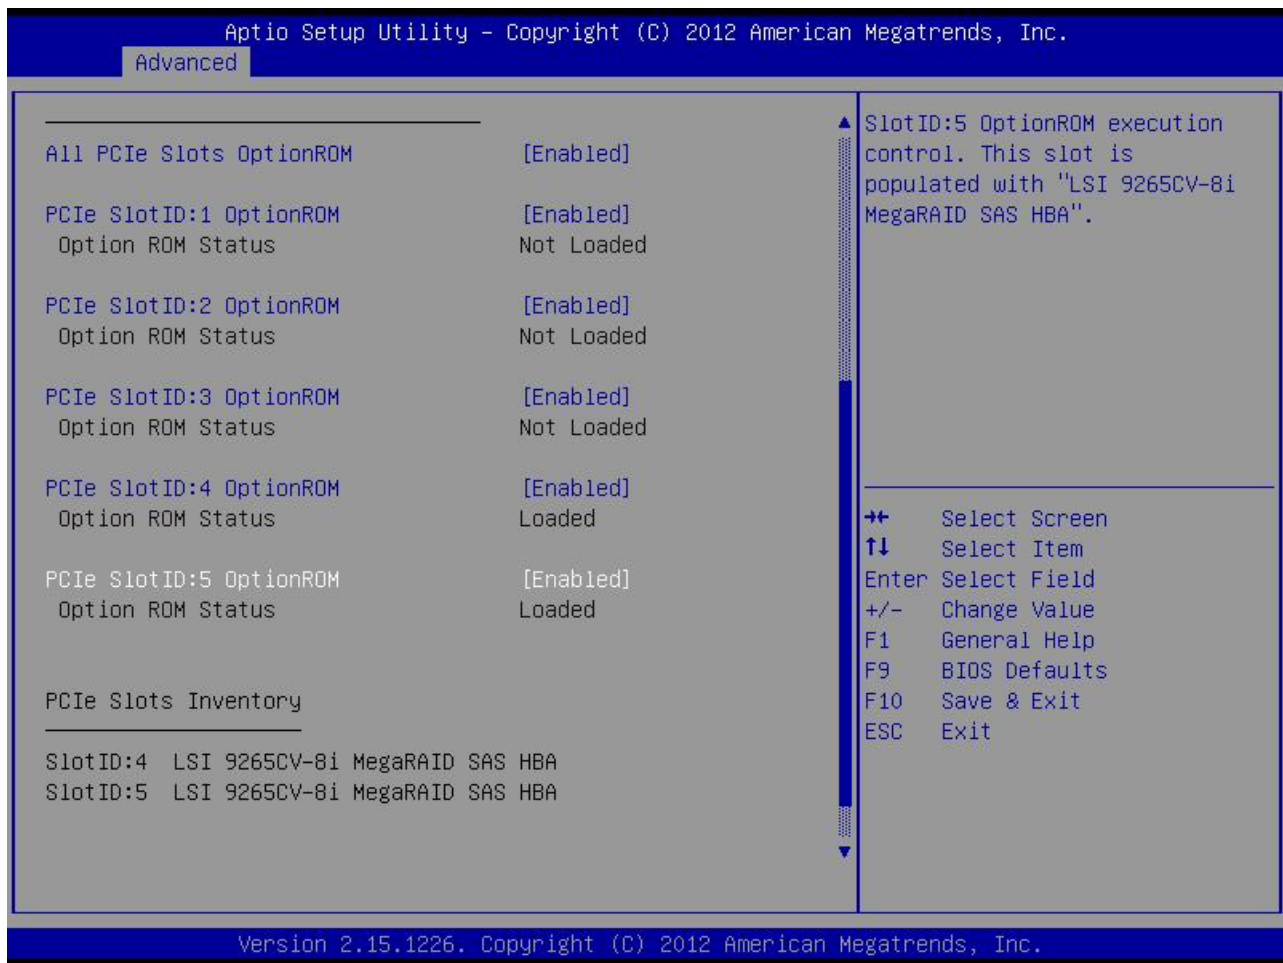 Aptio Setup Utility – Copyright (C) 2012 American Megatrends, Inc.
Advanced
All PCIe Slots OptionROM [Enabled]
PCIe SlotID:1 OptionROM [Enabled]
Option ROM Status Not Loaded
PCIe SlotID:2 OptionROM [Enabled]
Option ROM Status Not Loaded
PCIe SlotID:3 OptionROM [Enabled]
Option ROM Status Not Loaded
PCIe SlotID:4 OptionROM [Enabled]
Option ROM Status Loaded
PCIe SlotID:5 OptionROM [Enabled]
Option ROM Status Loaded
PCIe Slots Inventory
SlotID:4 LSI 9265CV-8i MegaRAID SAS HBA
SlotID:5 LSI 9265CV-8i MegaRAID SAS HBA
SlotID:5 OptionROM execution
control. This slot is
populated with "LSI 9265CV-8i
MegaRAID SAS HBA".
→← Select Screen
↑↓ Select Item
Enter Select Field
+/- Change Value
F1 General Help
F9 BIOS Defaults
F10 Save & Exit
ESC Exit
Version 2.15.1226. Copyright (C) 2012 American Megatrends, Inc.